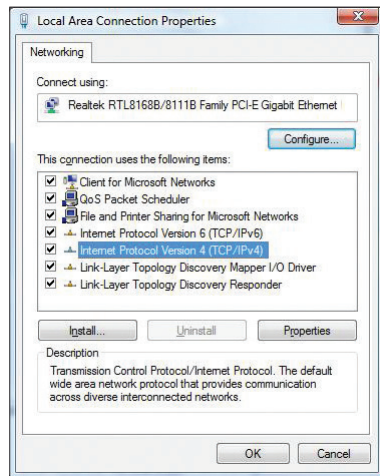 Local Area Connection Properties
Networking
Connect using:
Realtek RTL8168B/8111B Family PCI-E Gigabit Ethernet
Configure...
This connection uses the following items:
Client for Microsoft Networks
QoS Packet Scheduler
File and Printer Sharing for Microsoft Networks
Internet Protocol Version 6 (TCP/IPv6)
Internet Protocol Version 4 (TCP/IPv4)
Link-Layer Topology Discovery Mapper I/O Driver
Link-Layer Topology Discovery Responder
Install... Uninstall Properties
Description
Transmission Control Protocol/Internet Protocol. The default
wide area network protocol that provides communication
across diverse interconnected networks.
OK Cancel